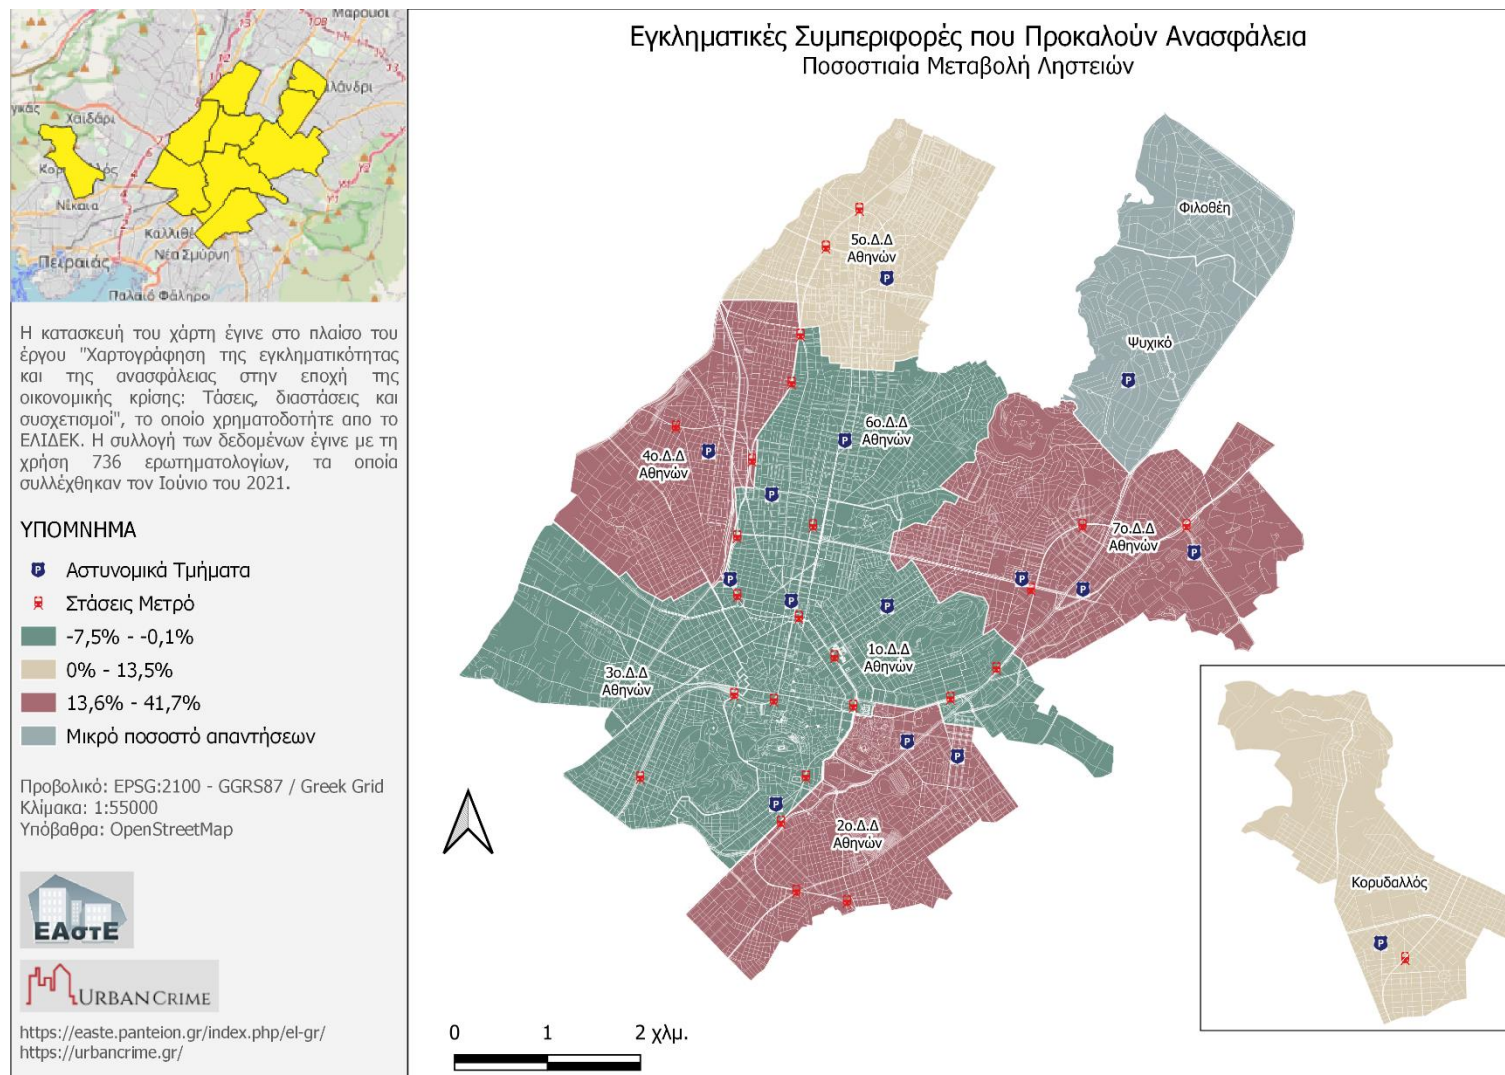 Μαρούσι
Χαλάνδρι
Χαϊδάρι
Νίκαια
Καλλιθέ
Πειραιάς
Νέα Σμύρνη
Παλαιό Φάληρο
Εγκληματικές Συμπεριφορές που Προκαλούν Ανασφάλεια
Ποσοστιαία Μεταβολή Ληστειών
Η κατασκευή του χάρτη έγινε στο πλαίσο του
έργου "Χαρτογράφηση της εγκληματικότητας
και της ανασφάλειας στην εποχή της
οικονομικής κρίσης: Τάσεις, διαστάσεις και
συσχετισμοί", το οποίο χρηματοδοτήτε απο το
ΕΛΙΔΕΚ. Η συλλογή των δεδομένων έγινε με τη
χρήση 736 ερωτηματολογίων, τα οποία
συλλέχθηκαν τον Ιούνιο του 2021.
ΥΠΟΜΝΗΜΑ
Αστυνομικά Τμήματα
Στάσεις Μετρό
-7,5% - -0,1%
0% - 13,5%
13,6% - 41,7%
Μικρό ποσοστό απαντήσεων
Προβολικό: EPSG:2100 - GGRS87 / Greek Grid
Κλίμακα: 1:55000
Υπόβαθρα: OpenStreetMap
ΕΑστΕ
URBANCRIME
https://easte.panteion.gr/index.php/el-gr/
https://urbancrime.gr/
Φιλοθέη
5ο.Δ.Δ
Αθηνών
Ψυχικό
6ο.Δ.Δ
Αθηνών
4ο.Δ.Δ
Αθηνών
7ο.Δ.Δ
Αθηνών
1ο.Δ.Δ
Αθηνών
3ο.Δ.Δ
Αθηνών
2ο.Δ.Δ
Αθηνών
Κορυδαλλός
0 1 2 χλμ.